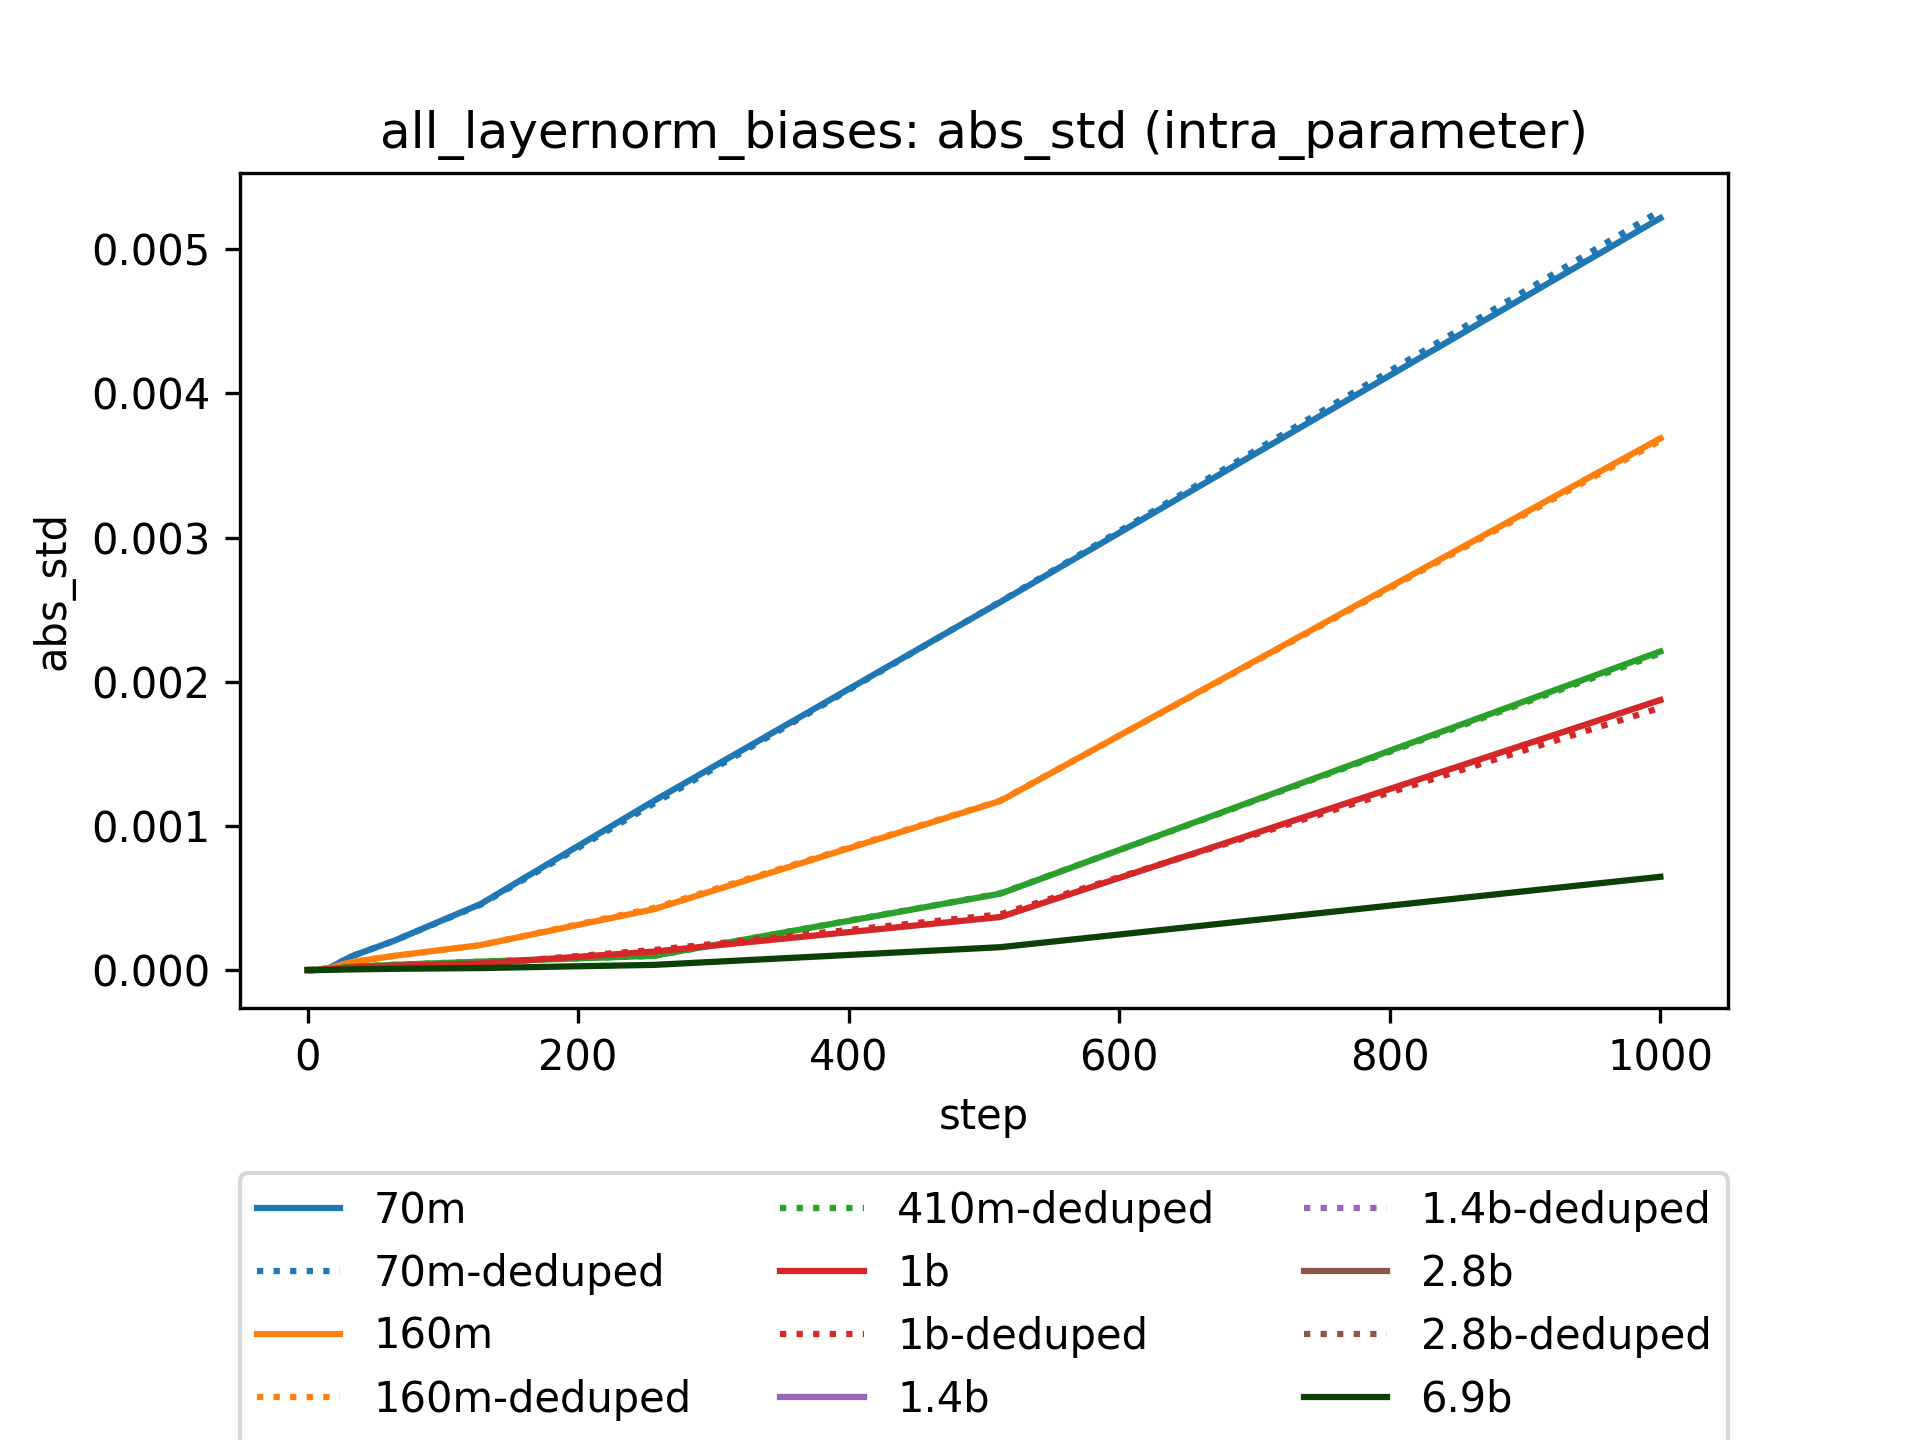 all_layernorm_biases: abs_std (intra_parameter)
abs_std
0.005
0.004
0.003
0.002
0.001
0.000
0 200 400 600 800 1000
step
70m 410m-deduped 1.4b-deduped
70m-deduped 1b 2.8b
160m 1b-deduped 2.8b-deduped
160m-deduped 1.4b 6.9b